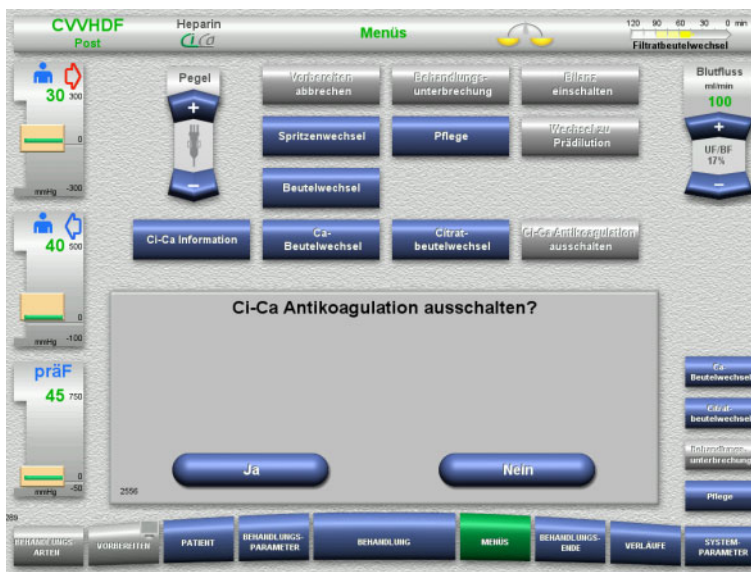 CVVHDF
Post
Heparin
Ci Ca
Menüs
120 90 60 30 0 min
Filtratbeutelwechsel
30 300
0
mmHg -300
40 500
0
mmHg -100
präF
45 750
0
mmHg -50
Pegel
+
−
Vorbereiten
abbrechen
Behandlungs-
unterbrechung
Bilanz
einschalten
Spritzenwechsel
Pflege
Wechsel zu
Prädilution
Beutelwechsel
Ci-Ca Information
Ca-
Beutelwechsel
Citrat-
beutelwechsel
Ci-Ca Antikoagulation
ausschalten
Blutfluss
ml/min
100
+
UF/BF
17%
−
Ci-Ca Antikoagulation ausschalten?
Ja
Nein
2556
Ca-
Beutelwechsel
Citrat-
beutelwechsel
Behandlungs-
unterbrechung
Pflege
BEHANDLUNGS-
ARTEN
VORBEREITEN
PATIENT
BEHANDLUNGS-
PARAMETER
BEHANDLUNG
MENÜS
BEHANDLUNGS-
ENDE
VERLÄUFE
SYSTEM-
PARAMETER